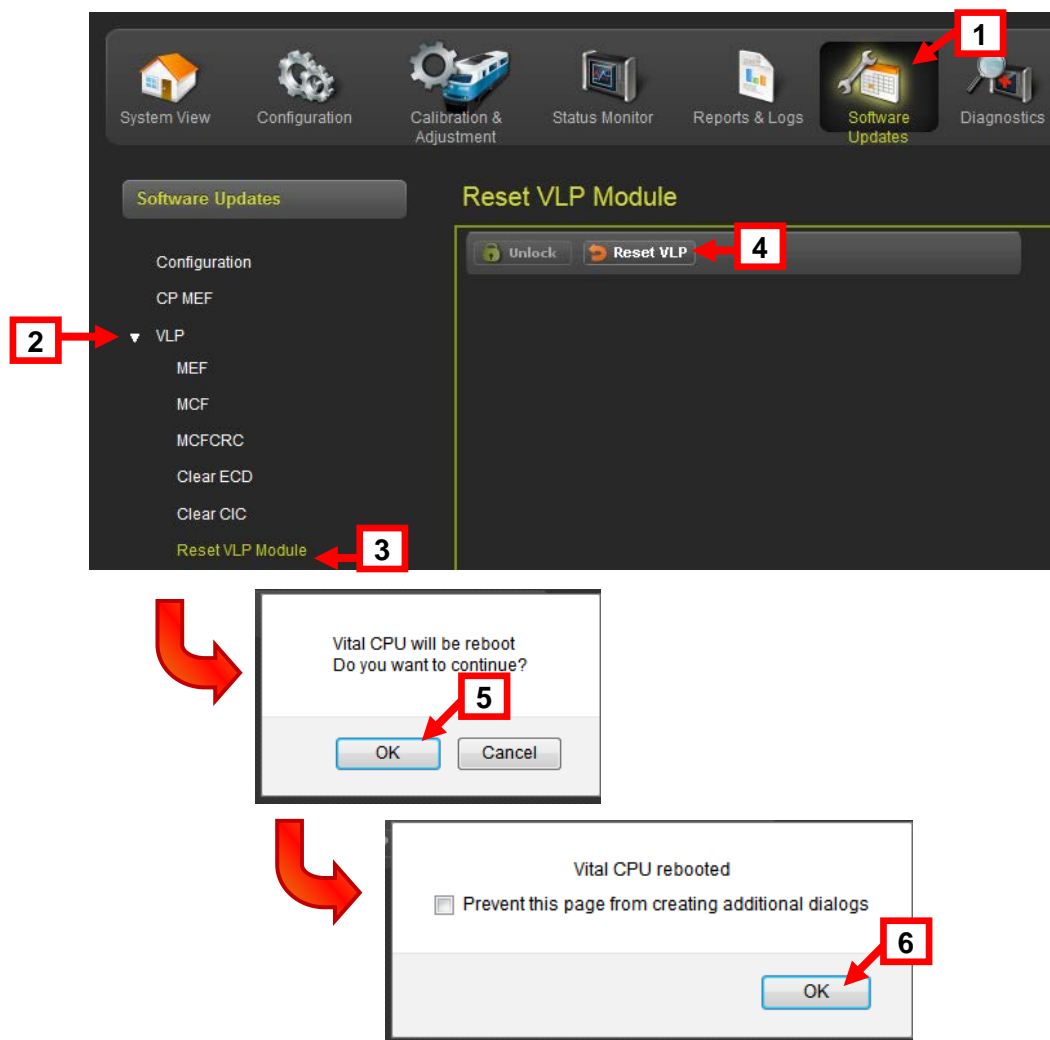 1
System View
Configuration
Calibration &
Adjustment
Status Monitor
Reports & Logs
Software
Updates
Diagnostics
Software Updates
Reset VLP Module
Unlock
Reset VLP
4
Configuration
CP MEF
2
VLP
MEF
MCF
MCFCRC
Clear ECD
Clear CIC
Reset VLP Module
3
Vital CPU will be reboot
Do you want to continue?
5
OK
Cancel
Vital CPU rebooted
Prevent this page from creating additional dialogs
6
OK